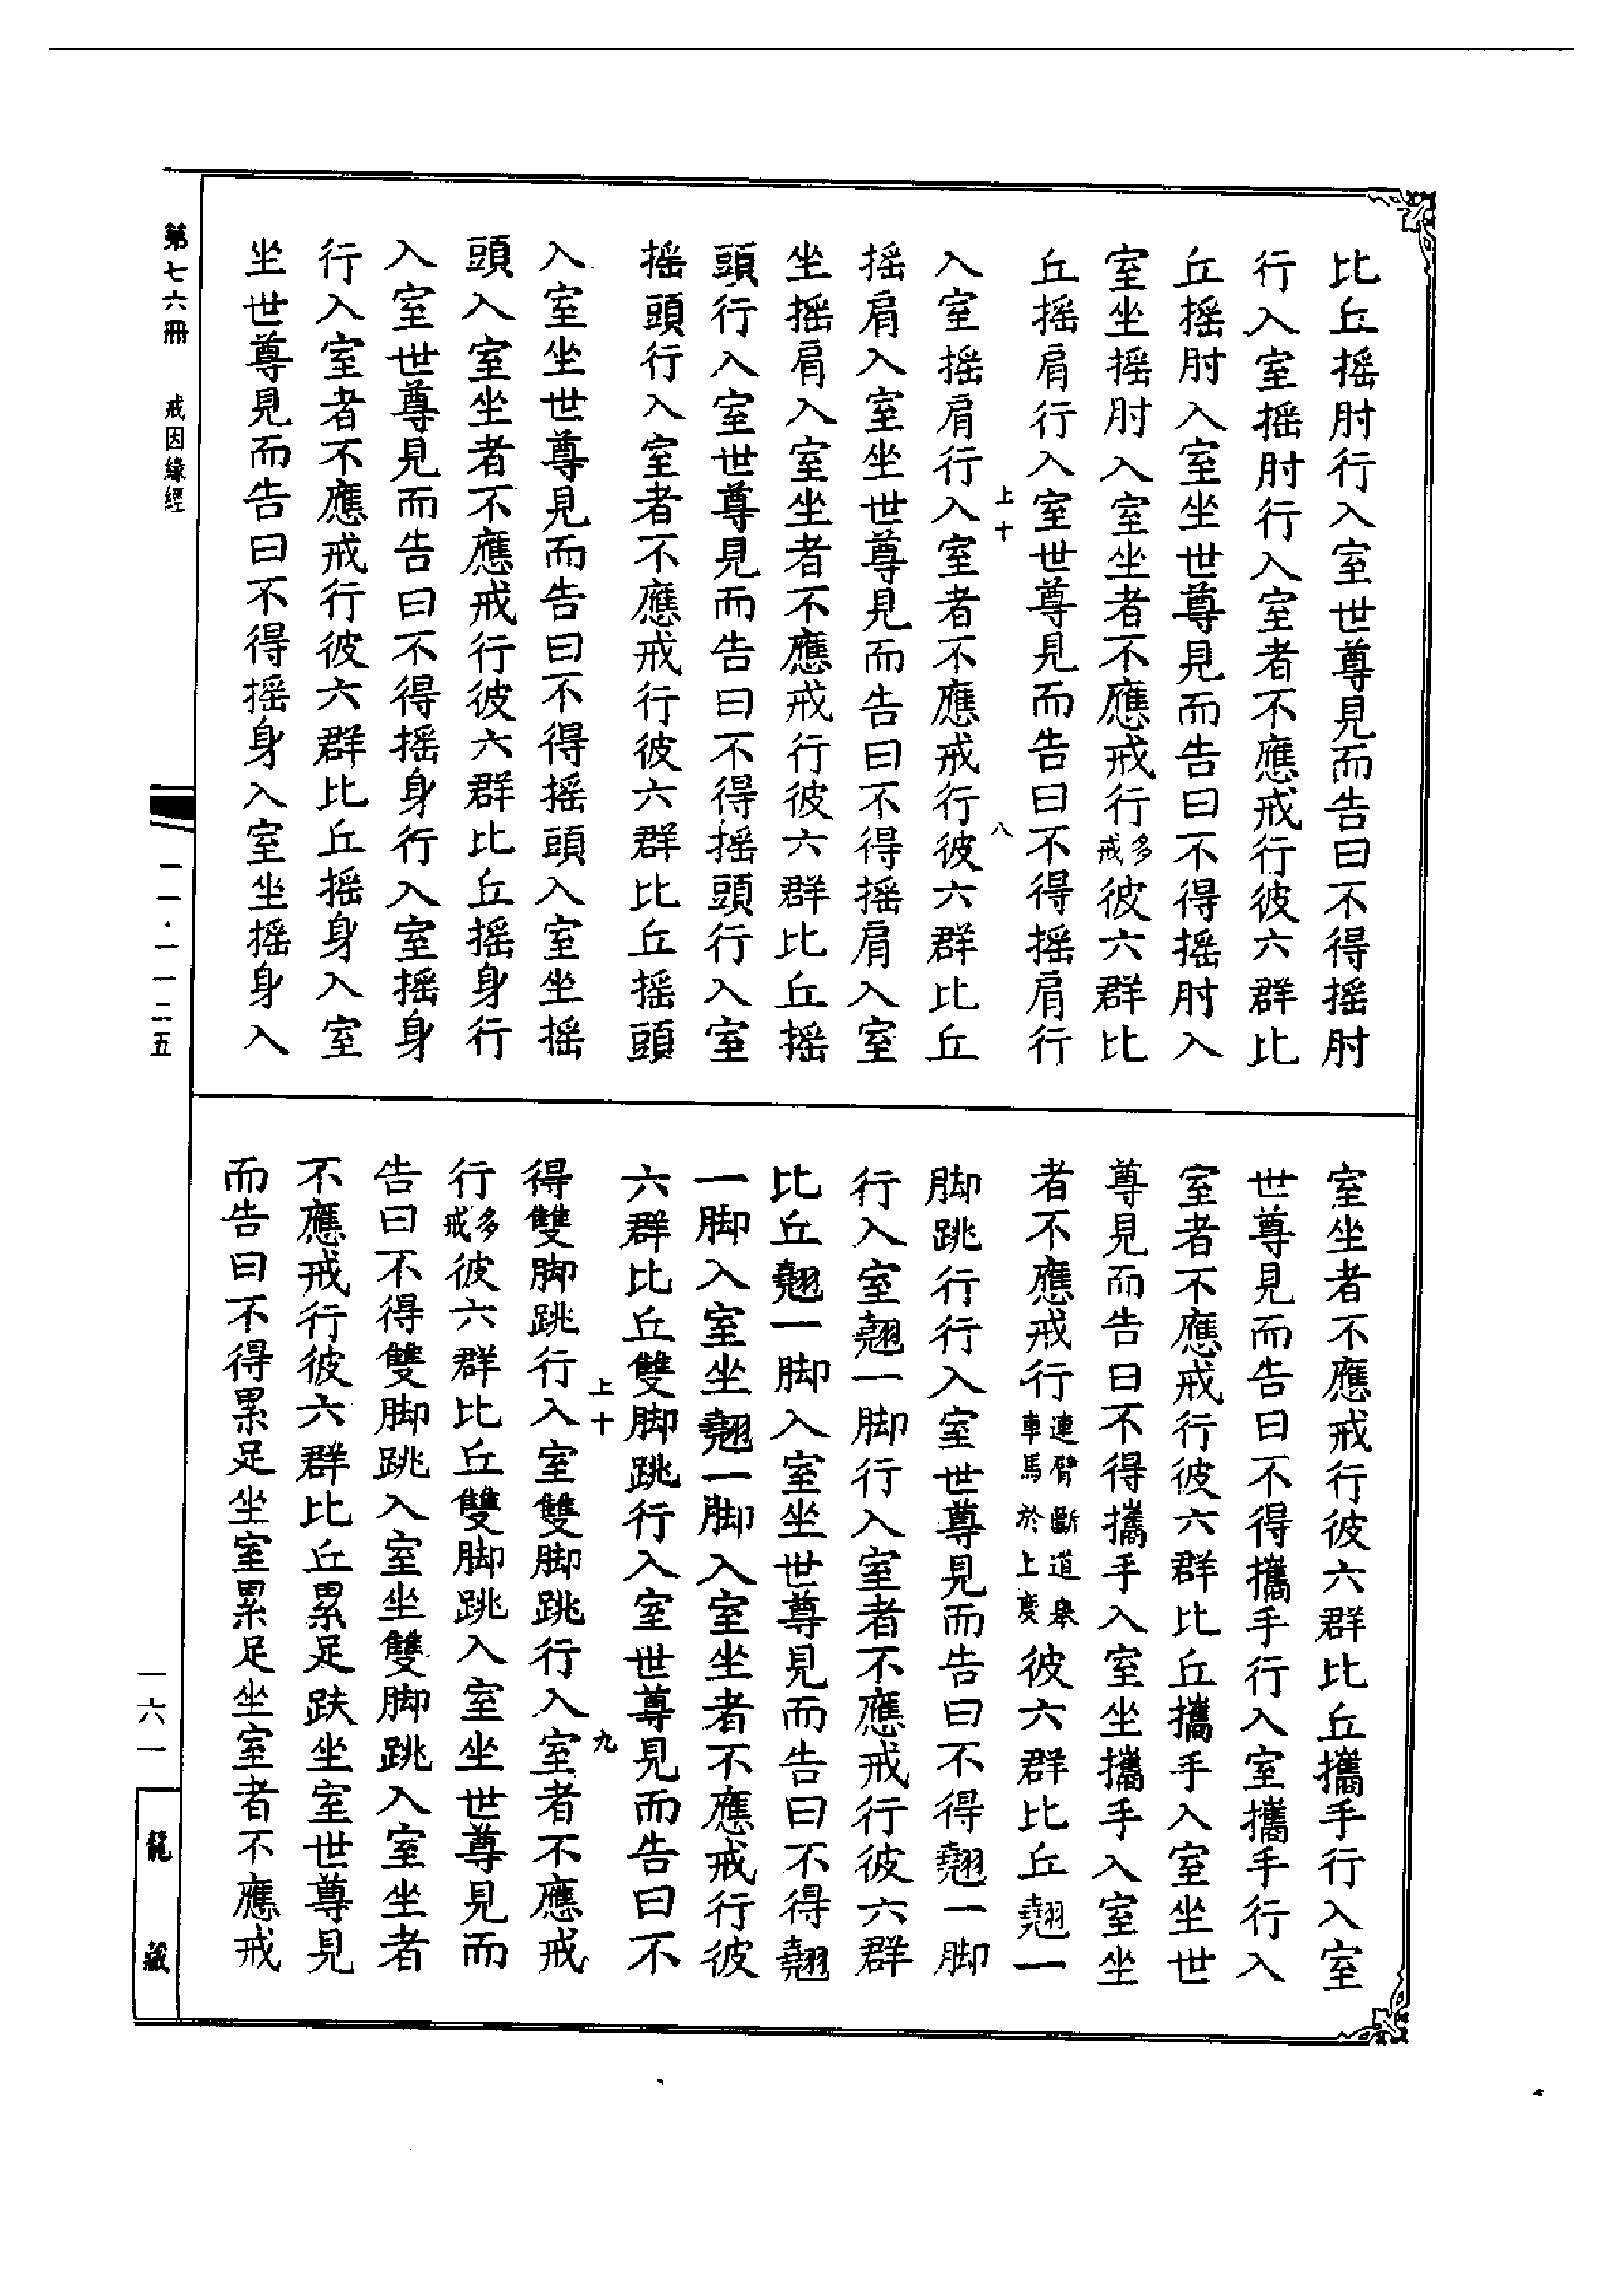 比丘摇肘行入室世尊見而告曰不得摇肘
行入室摇肘行入室者不應戒行彼六群比
丘摇肘入室坐世尊見而告曰不得摇肘入
室坐摇肘入室坐者不應戒行多戒彼六群比
丘摇肩行入室世尊見而告曰不得摇肩行
上十 八
入室摇肩行入室者不應戒行彼六群比丘
摇肩入室坐世尊見而告曰不得摇肩入室
坐摇肩入室坐者不應戒行彼六群比丘摇
頭行入室世尊見而告曰不得摇頭行入室
摇頭行入室者不應戒行彼六群比丘摇頭
入室坐世尊見而告曰不得摇頭入室坐摇
頭入室坐者不應戒行彼六群比丘摇身行
入室世尊見而告曰不得摇身行入室摇身
行入室者不應戒行彼六群比丘摇身入室
坐世尊見而告曰不得摇身入室坐摇身入
室坐者不應戒行彼六群比丘攜手行入室
世尊見而告曰不得攜手行入室攜手行入
室者不應戒行彼六群比丘攜手入室坐世
尊見而告曰不得攜手入室坐攜手入室坐
者不應戒行連臂斷道舉車馬於上度彼六群比丘翹一
脚跳行行入室世尊見而告曰不得翹一脚
行入室翹一脚行入室者不應戒行彼六群
比丘翹一脚入室坐世尊見而告曰不得翹
一脚入室坐翹一脚入室坐者不應戒行彼
六群比丘雙脚跳行入室世尊見而告曰不
上十 九
得雙脚跳行入室雙脚跳行入室者不應戒
行多戒彼六群比丘雙脚跳入室坐世尊見而
告曰不得雙脚跳入室坐雙脚跳入室坐者
不應戒行彼六群比丘累足趺坐室世尊見
而告曰不得累足坐室累足坐室者不應戒
第七六冊 戒因緣經
一一·一一二五
一六一
龍藏